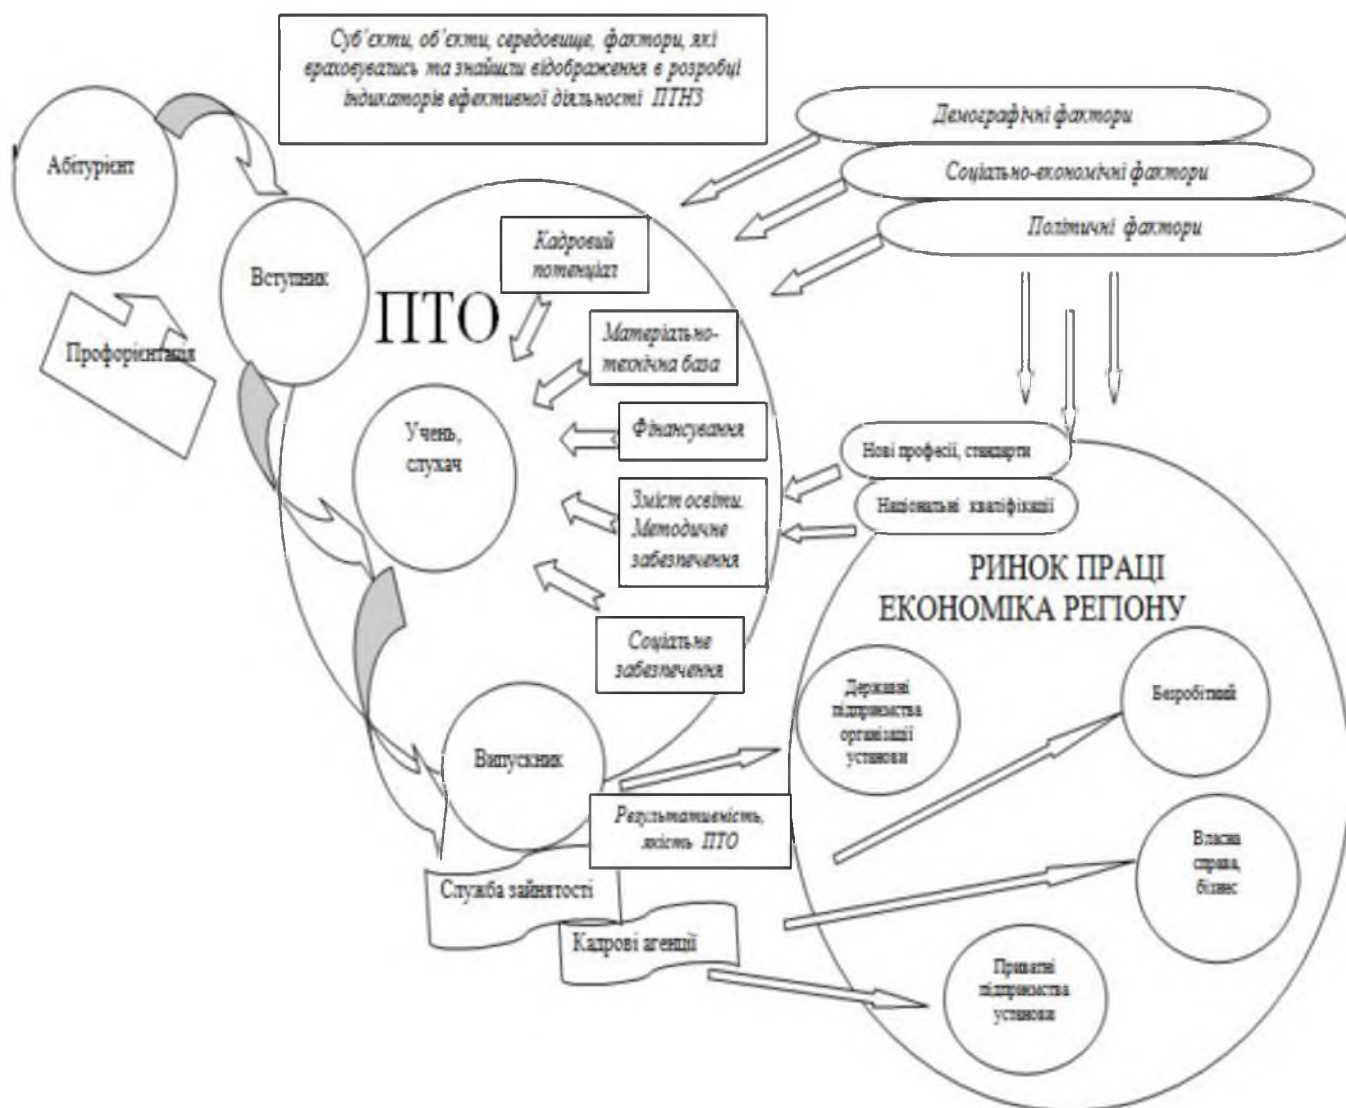 Суб’єкти, об’єкти, середовище, фактори, які
враховувались та знайшли відображення в розробці
індикаторів ефективної діяльності ПТНЗ
Демографічні фактори
Абітурієнт
Соціально-економічні фактори
Політичні фактори
Кадровий
потенціал
Вступник
ПТО
Матеріально-
технічна база
Профорієнтація
Учень,
слухач
Фінансування
Нові професії, стандарти
Зміст освіти.
Методичне
забезпечення
Національні кваліфікації
РИНОК ПРАЦІ
ЕКОНОМІКА РЕГІОНУ
Соціальне
забезпечення
Державні
підприємства
організації
установи
Безробітний
Випускник
Результативність,
якість ПТО
Власна
справа,
бізнес
Служба зайнятості
Кадрові агенції
Приватні
підприємства
установи